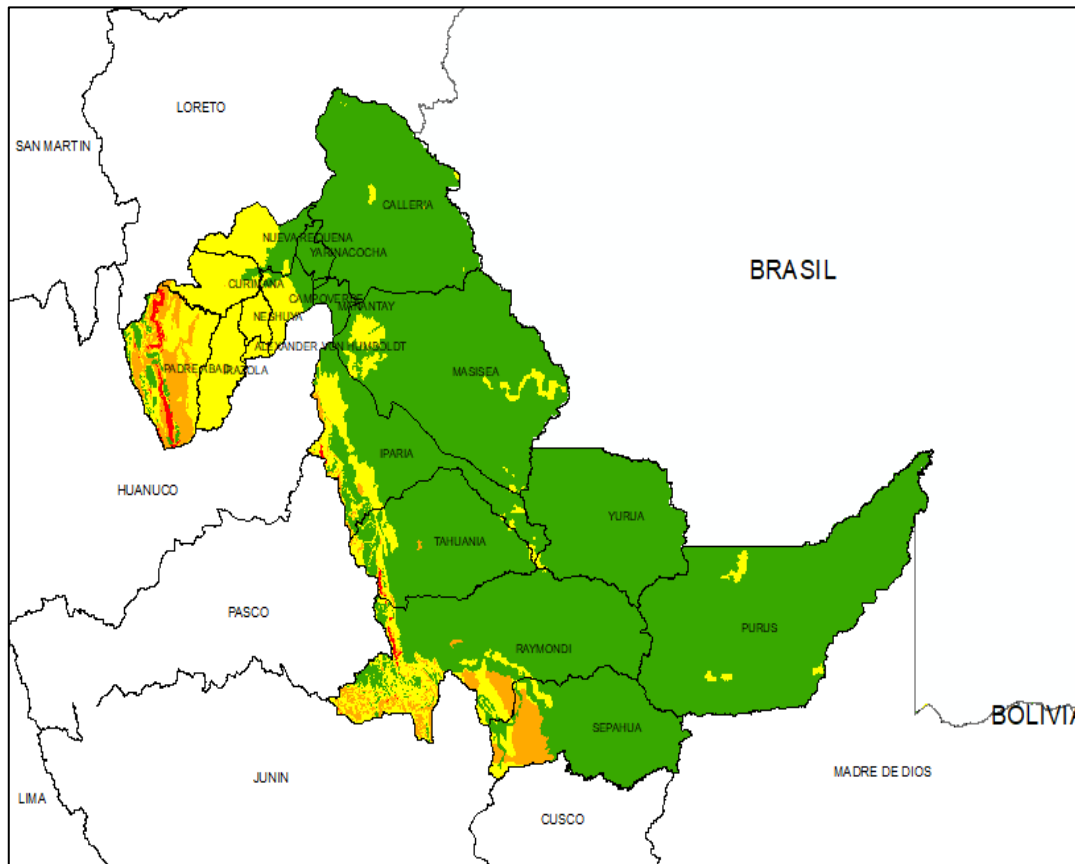 LORETO
SAN MARTIN
CALLER'A
NUEVA REQUENA
YARINACOCHA
BRASIL
CURIMANA
CAMPOVERDE
MANANTAY
NESHUYA
ALEXANDER VON HUMBOLDT
PADRE ABAD
IRAZOLA
MASISEA
IPARIA
HUANUCO
YURUA
TAHUANIA
PASCO
PURUS
RAYMONDI
BOLIVIA
SEPAHUA
JUNIN
MADRE DE DIOS
LIMA
CUSCO